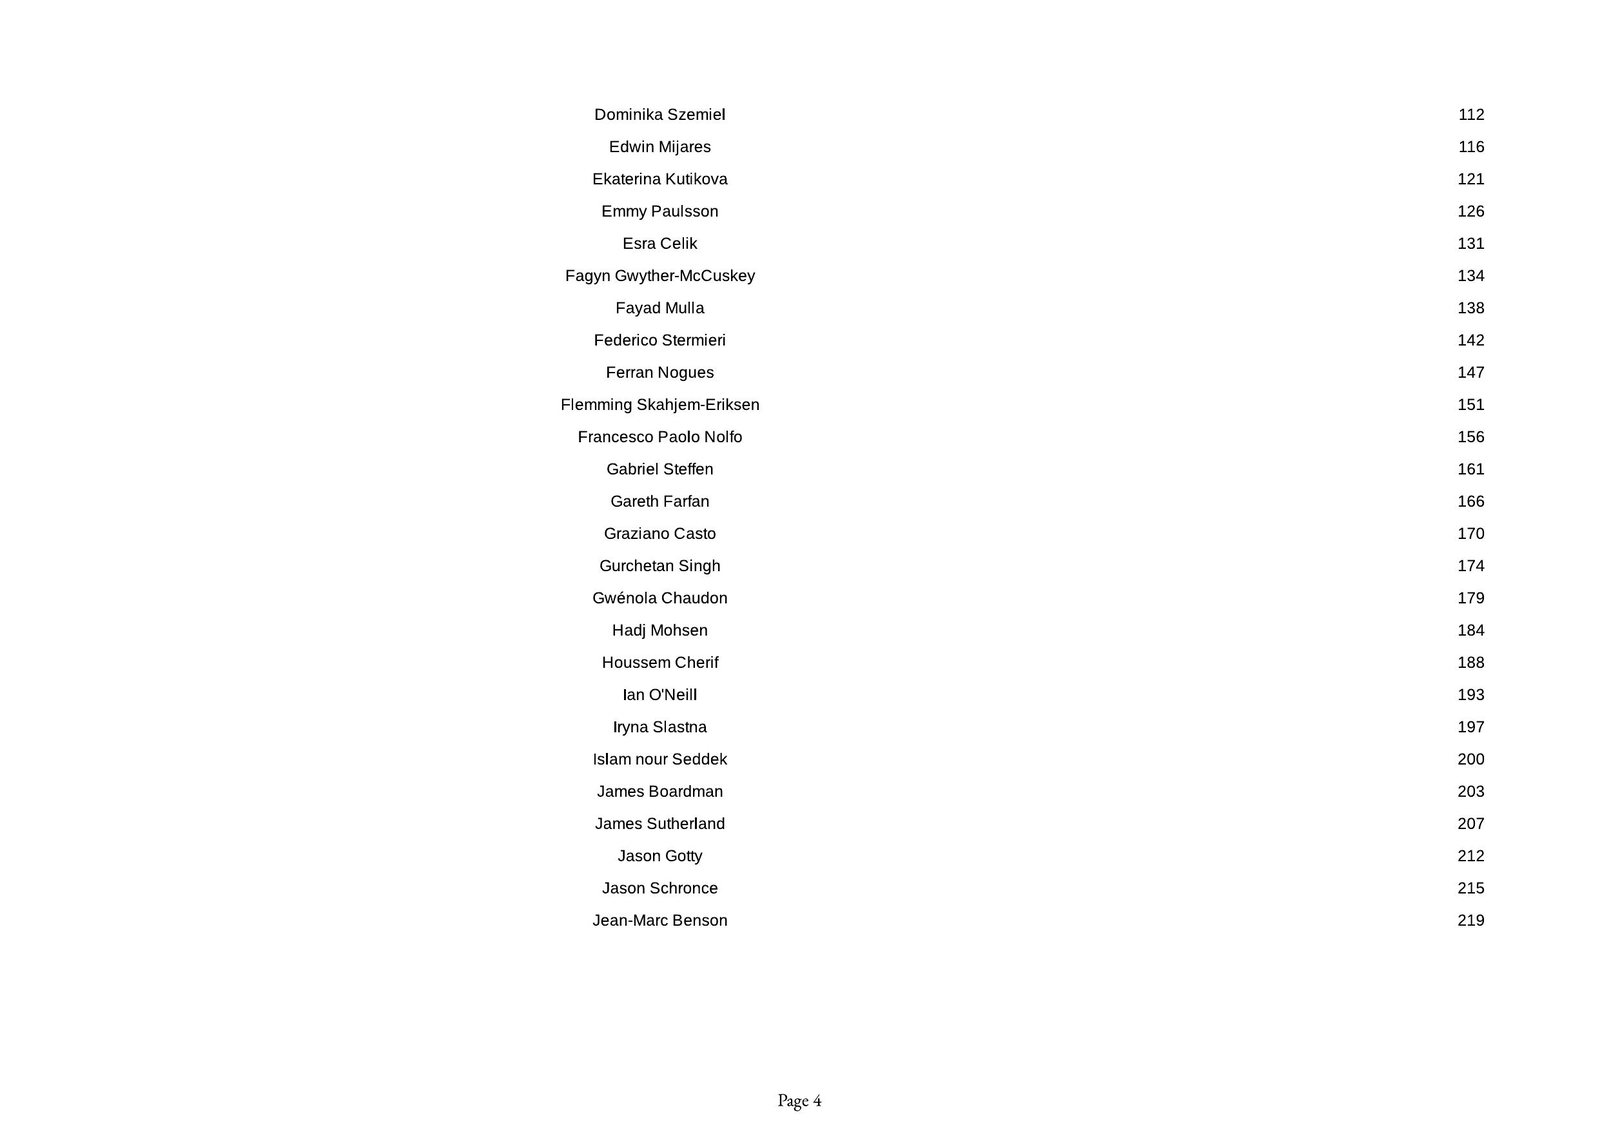 Dominika Szemiel 112
Edwin Mijares 116
Ekaterina Kutikova 121
Emmy Paulsson 126
Esra Celik 131
Fagyn Gwyther-McCuskey 134
Fayad Mulla 138
Federico Stermieri 142
Ferran Nogues 147
Flemming Skahjem-Eriksen 151
Francesco Paolo Nolfo 156
Gabriel Steffen 161
Gareth Farfan 166
Graziano Casto 170
Gurchetan Singh 174
Gwénola Chaudon 179
Hadj Mohsen 184
Houssem Cherif 188
Ian O'Neill 193
Iryna Slastna 197
Islam nour Seddek 200
James Boardman 203
James Sutherland 207
Jason Gotty 212
Jason Schronce 215
Jean-Marc Benson 219
Page 4